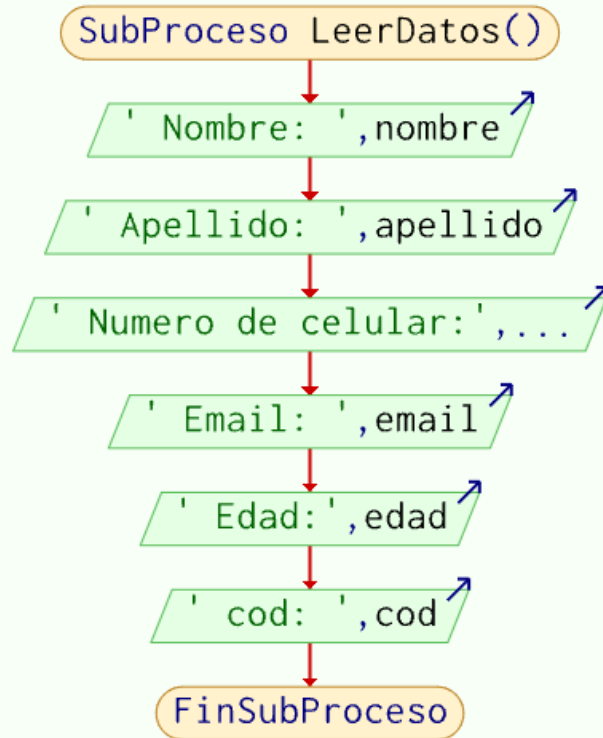 SubProceso LeerDatos()
' Nombre: ',nombre
' Apellido: ',apellido
' Numero de celular:',...
' Email: ',email
' Edad:',edad
' cod: ',cod
FinSubProceso